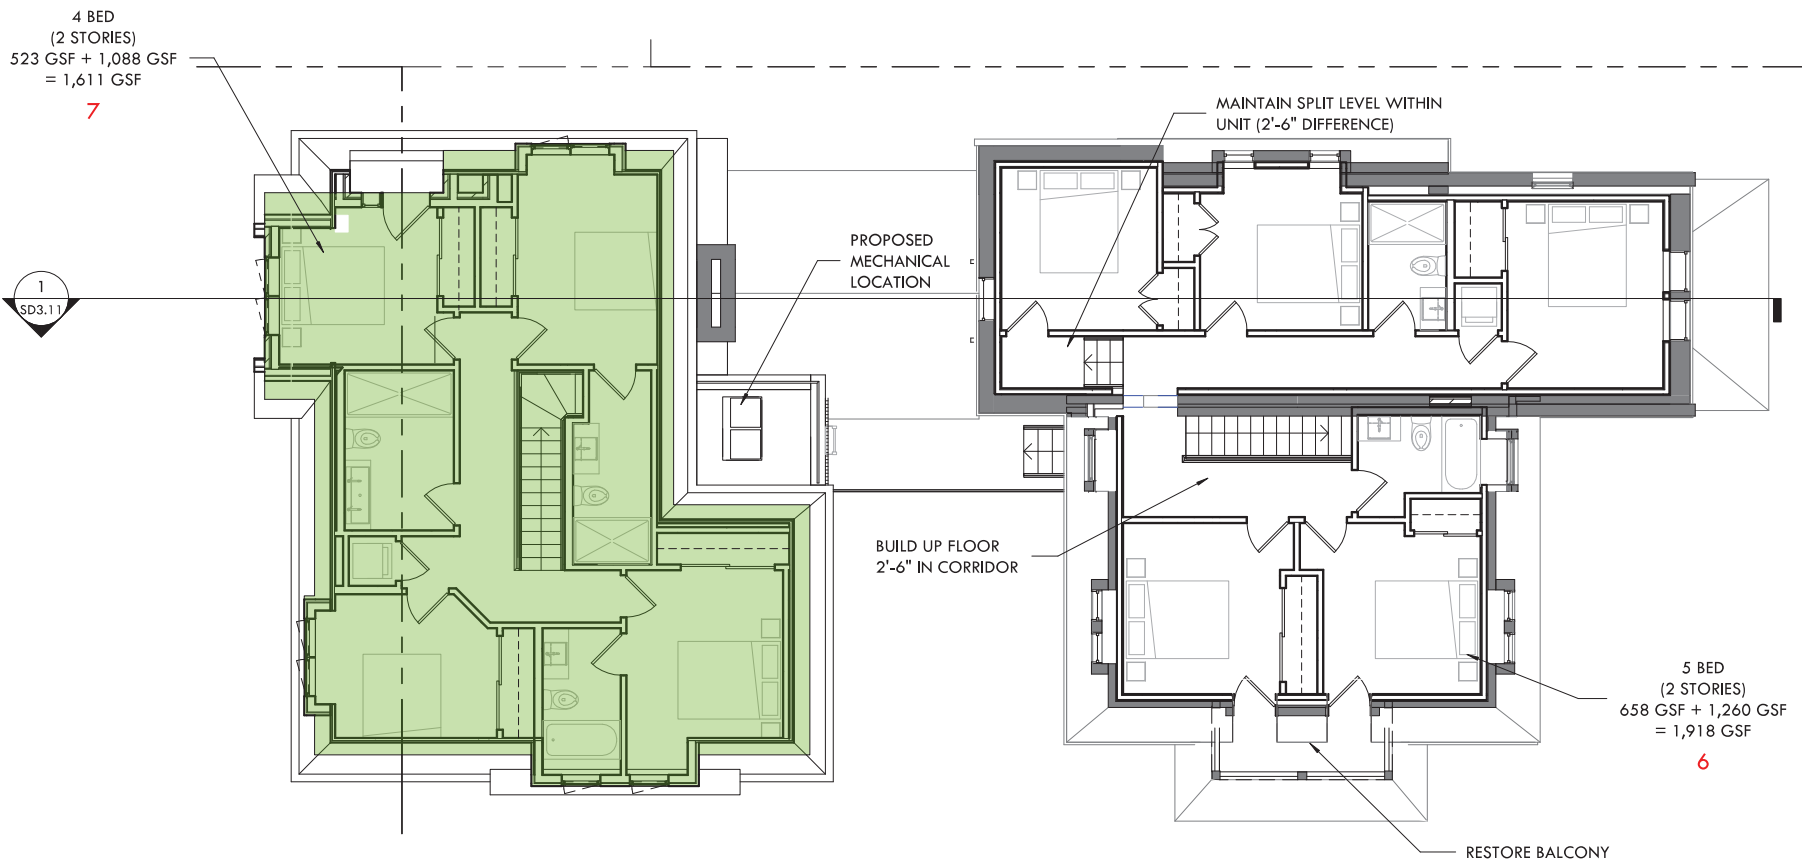 4 BED
(2 STORIES)
523 GSF + 1,088 GSF
= 1,611 GSF
7
MAINTAIN SPLIT LEVEL WITHIN
UNIT (2'-6" DIFFERENCE)
PROPOSED
MECHANICAL
LOCATION
1
SD3.11
BUILD UP FLOOR
2'-6" IN CORRIDOR
5 BED
(2 STORIES)
658 GSF + 1,260 GSF
= 1,918 GSF
6
RESTORE BALCONY